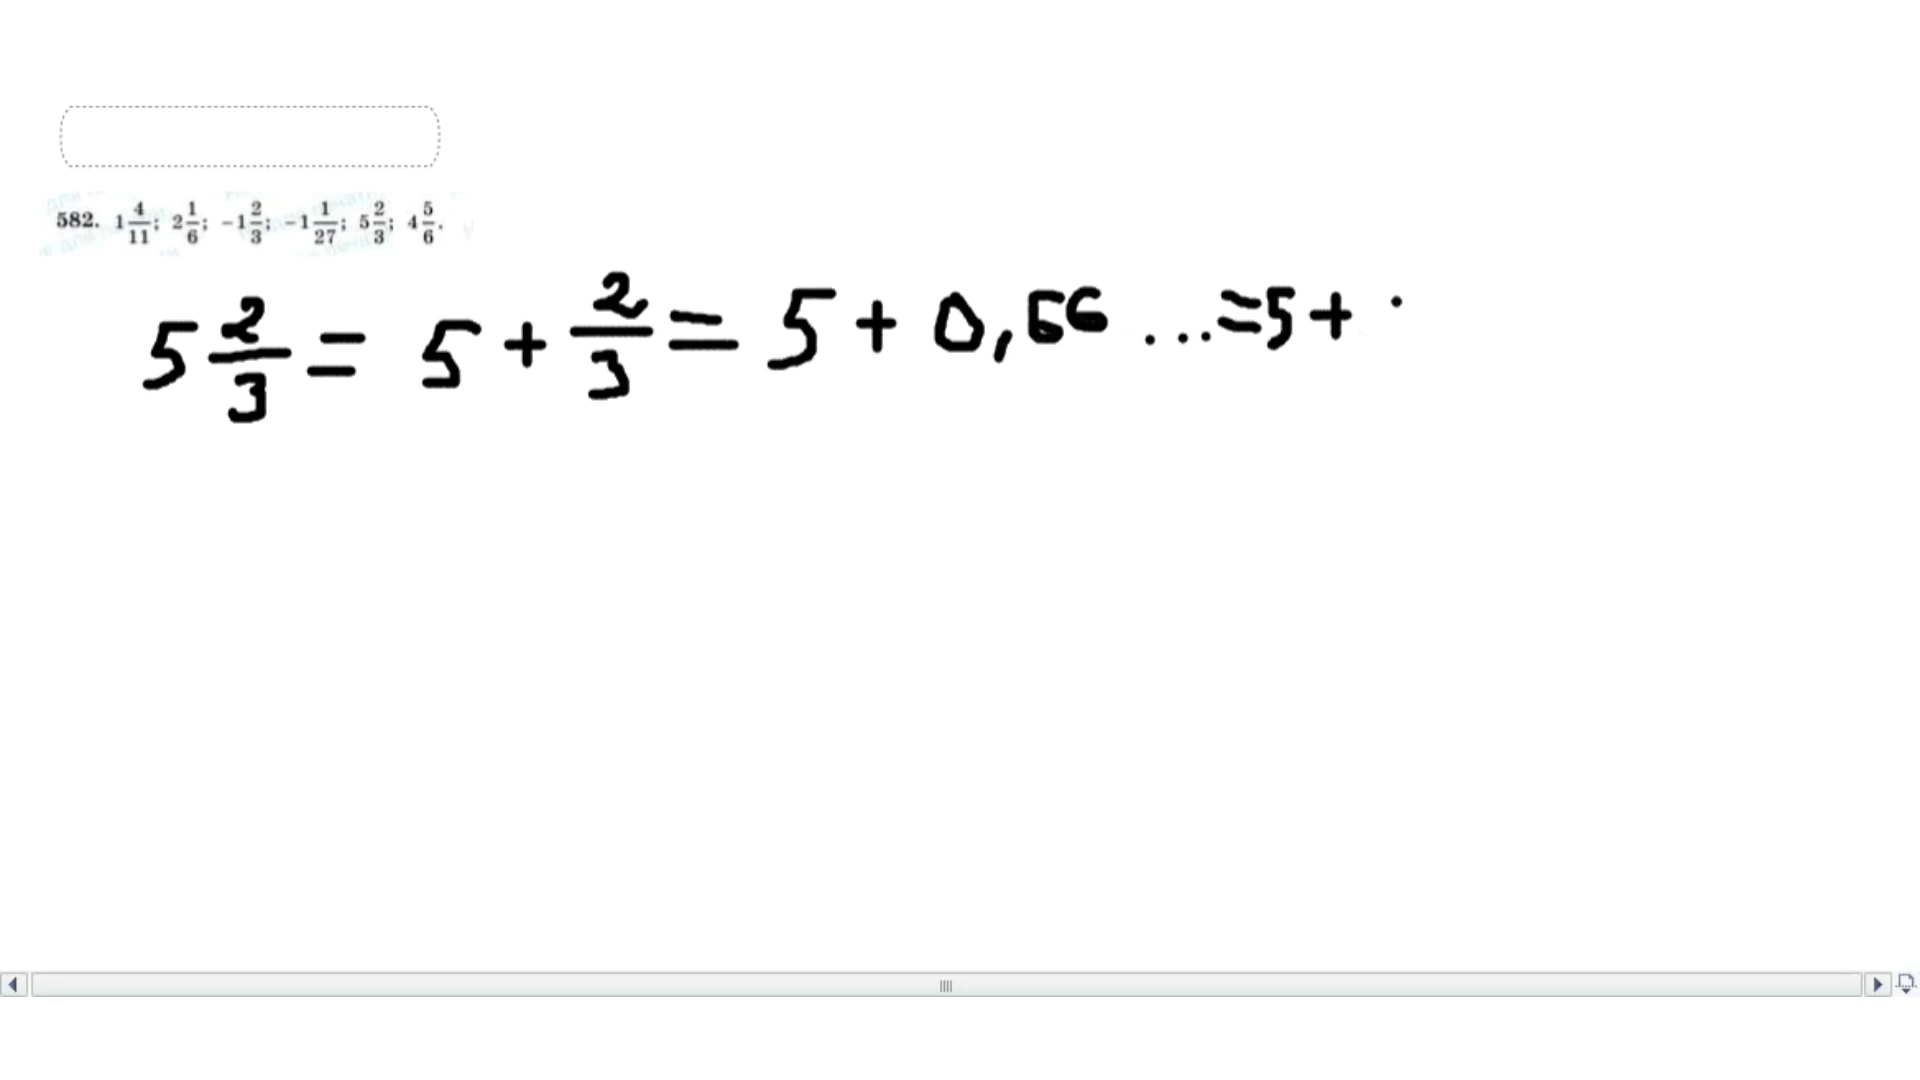 582. 1 4/11; 2 1/6; −1 2/3; −1 1/27; 5 2/3; 4 5/6.
5 2/3 = 5 + 2/3 = 5 + 0,66 ... = 5 +